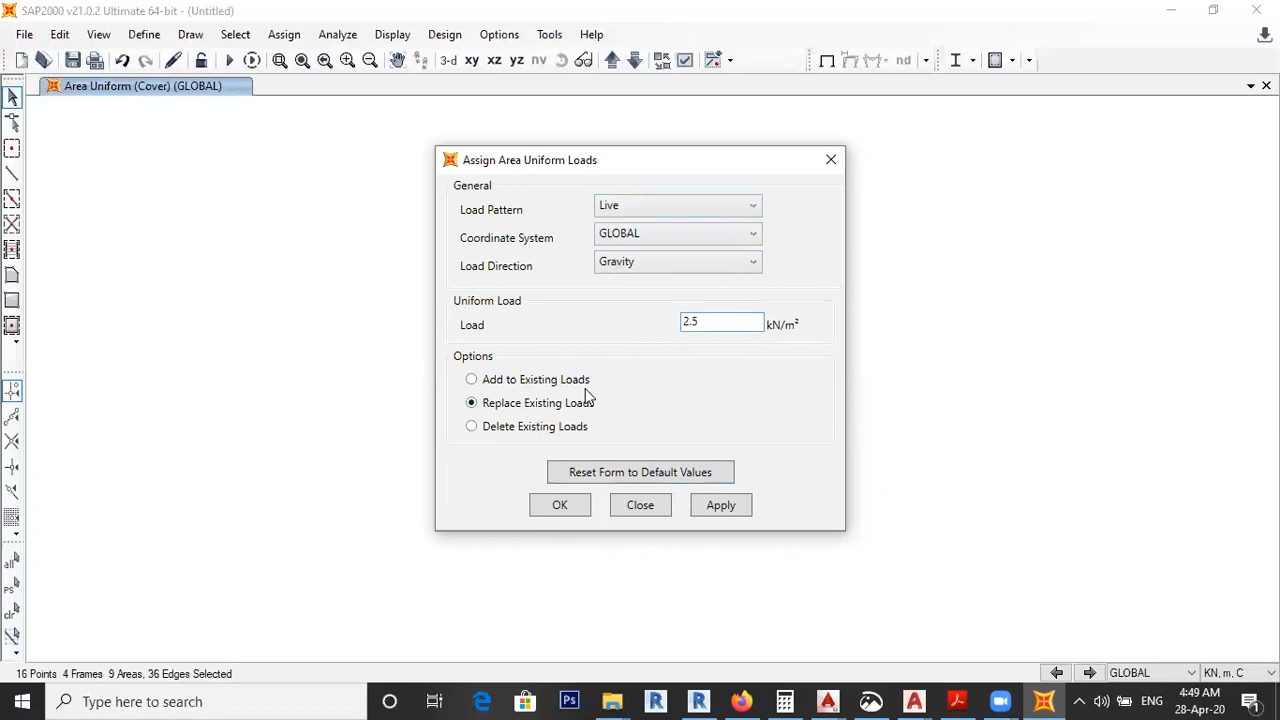 SAP2000 v21.0.2 Ultimate 64-bit - (Untitled)
File Edit View Define Draw Select Assign Analyze Display Design Options Tools Help
3-d xy xz yz nv nd
Area Uniform (Cover) (GLOBAL)
Assign Area Uniform Loads
General
Load Pattern Live
Coordinate System GLOBAL
Load Direction Gravity
Uniform Load
Load 2.5 kN/m²
Options
Add to Existing Loads
Replace Existing Loads
Delete Existing Loads
Reset Form to Default Values
OK Close Apply
all
PS
clr
16 Points 4 Frames 9 Areas, 36 Edges Selected
GLOBAL KN, m, C
Type here to search
ENG
4:49 AM
28-Apr-20